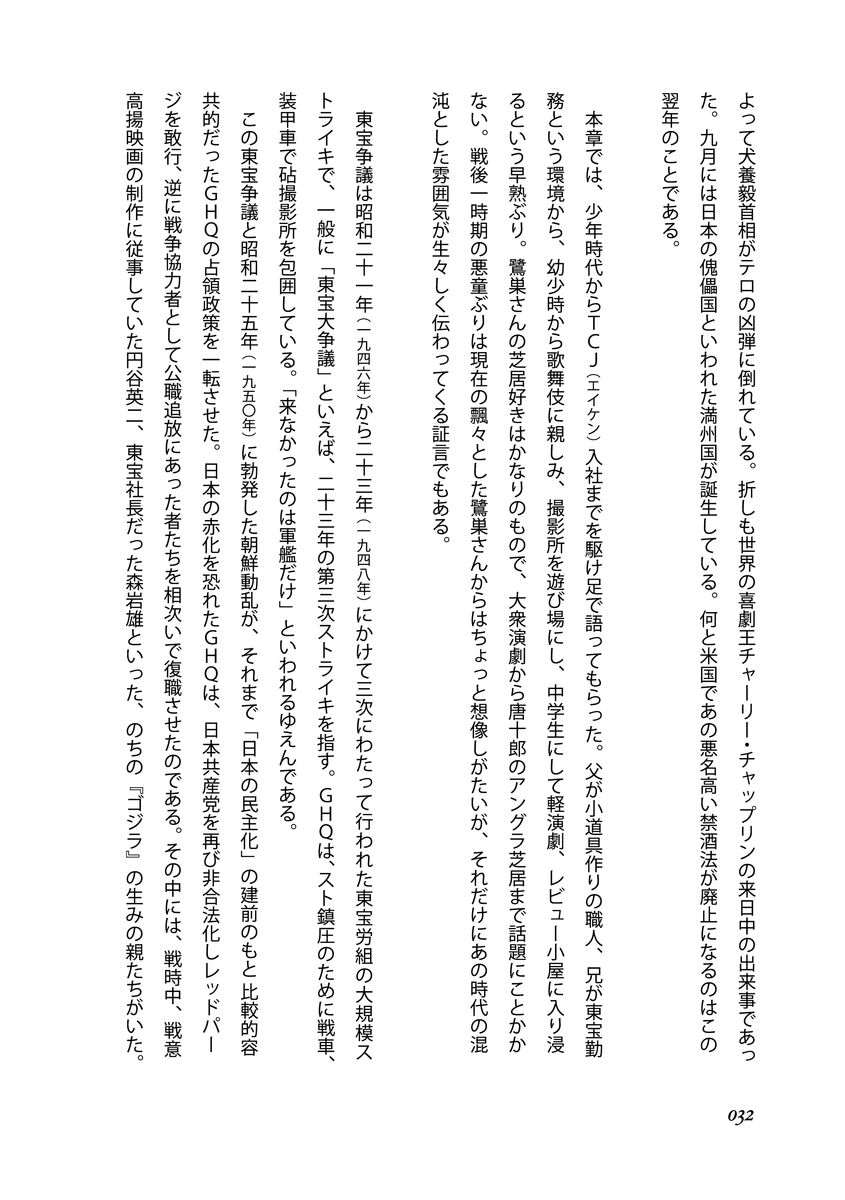 よって犬養毅首相がテロの凶弾に倒れている。折しも世界の喜劇王チャーリー・チャップリンの来日中の出来事であっ
た。九月には日本の傀儡国といわれた満州国が誕生している。何と米国であの悪名高い禁酒法が廃止になるのはこの
翌年のことである。
本章では、少年時代からＴＣＪ（エイケン）入社までを駆け足で語ってもらった。父が小道具作りの職人、兄が東宝勤
務という環境から、幼少時から歌舞伎に親しみ、撮影所を遊び場にし、中学生にして軽演劇、レビュー小屋に入り浸
るという早熟ぶり。鷺巣さんの芝居好きはかなりのもので、大衆演劇から唐十郎のアングラ芝居まで話題にことかか
ない。戦後一時期の悪童ぶりは現在の飄々とした鷺巣さんからはちょっと想像しがたいが、それだけにあの時代の混
沌とした雰囲気が生々しく伝わってくる証言でもある。
東宝争議は昭和二十一年（一九四六年）から二十三年（一九四八年）にかけて三次にわたって行われた東宝労組の大規模ス
トライキで、一般に「東宝大争議」といえば、二十三年の第三次ストライキを指す。ＧＨＱは、スト鎮圧のために戦車、
装甲車で砧撮影所を包囲している。「来なかったのは軍艦だけ」といわれるゆえんである。
この東宝争議と昭和二十五年（一九五〇年）に勃発した朝鮮動乱が、それまで「日本の民主化」の建前のもと比較的容
共的だったＧＨＱの占領政策を一転させた。日本の赤化を恐れたＧＨＱは、日本共産党を再び非合法化しレッドパー
ジを敢行、逆に戦争協力者として公職追放にあった者たちを相次いで復職させたのである。その中には、戦時中、戦意
高揚映画の制作に従事していた円谷英二、東宝社長だった森岩雄といった、のちの『ゴジラ』の生みの親たちがいた。
032